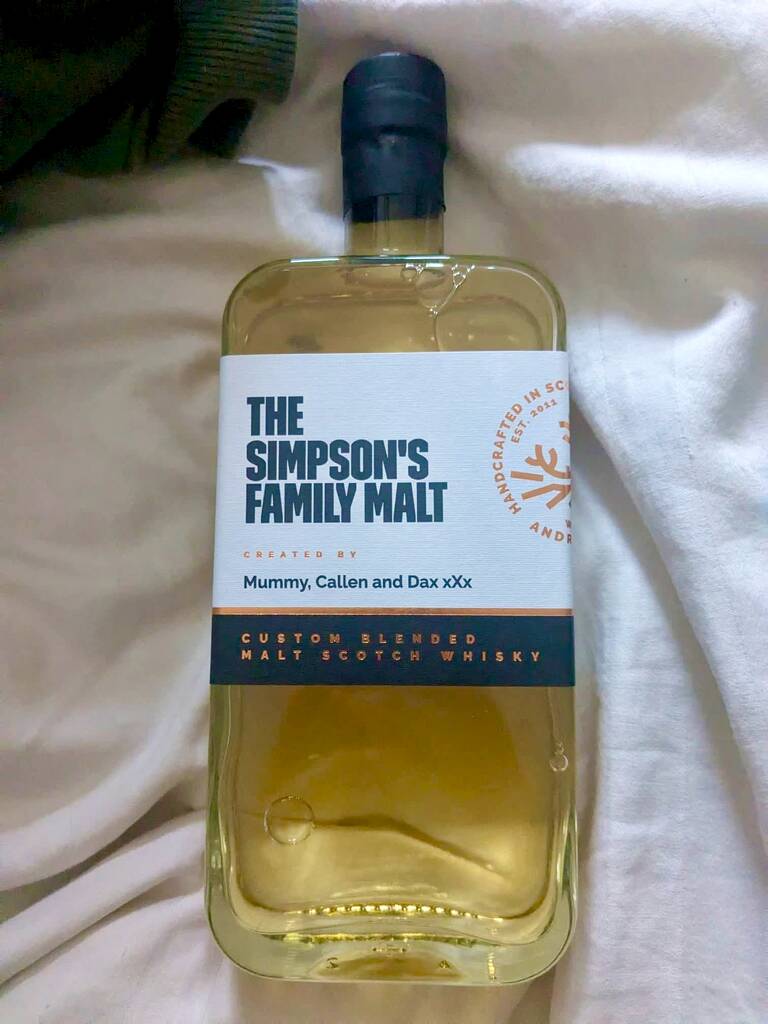 THE
SIMPSON'S
FAMILY MALT
CREATED BY
Mummy, Callen and Dax xXx
CUSTOM BLENDED
MALT SCOTCH WHISKY
HANDCRAFTED IN
EST. 2011